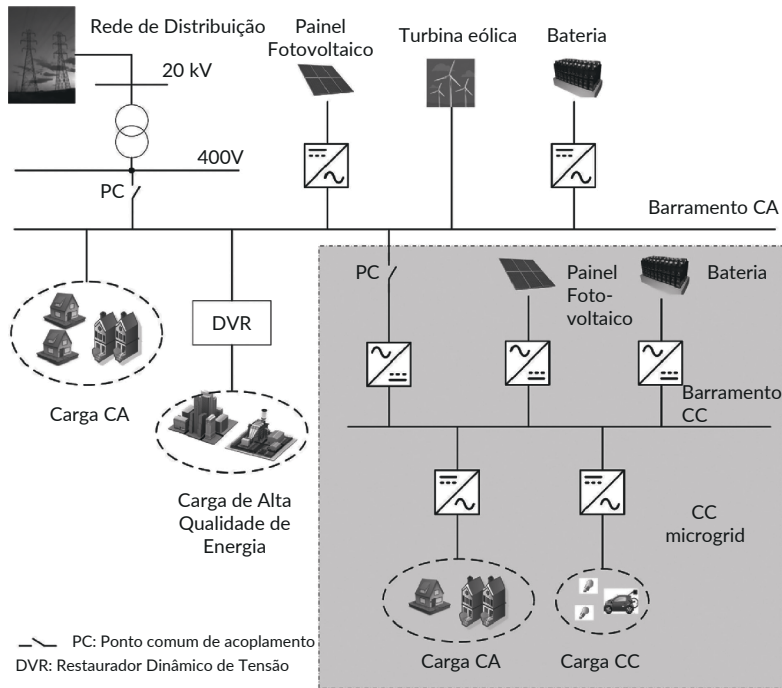 Rede de Distribuição
20 kV
400V
PC
Painel
Fotovoltaico
Turbina eólica
Bateria
Barramento CA
Carga CA
DVR
Carga de Alta
Qualidade de
Energia
PC
Painel
Foto-
voltaico
Bateria
Barramento
CC
CC
microgrid
Carga CA
Carga CC
PC: Ponto comum de acoplamento
DVR: Restaurador Dinâmico de Tensão